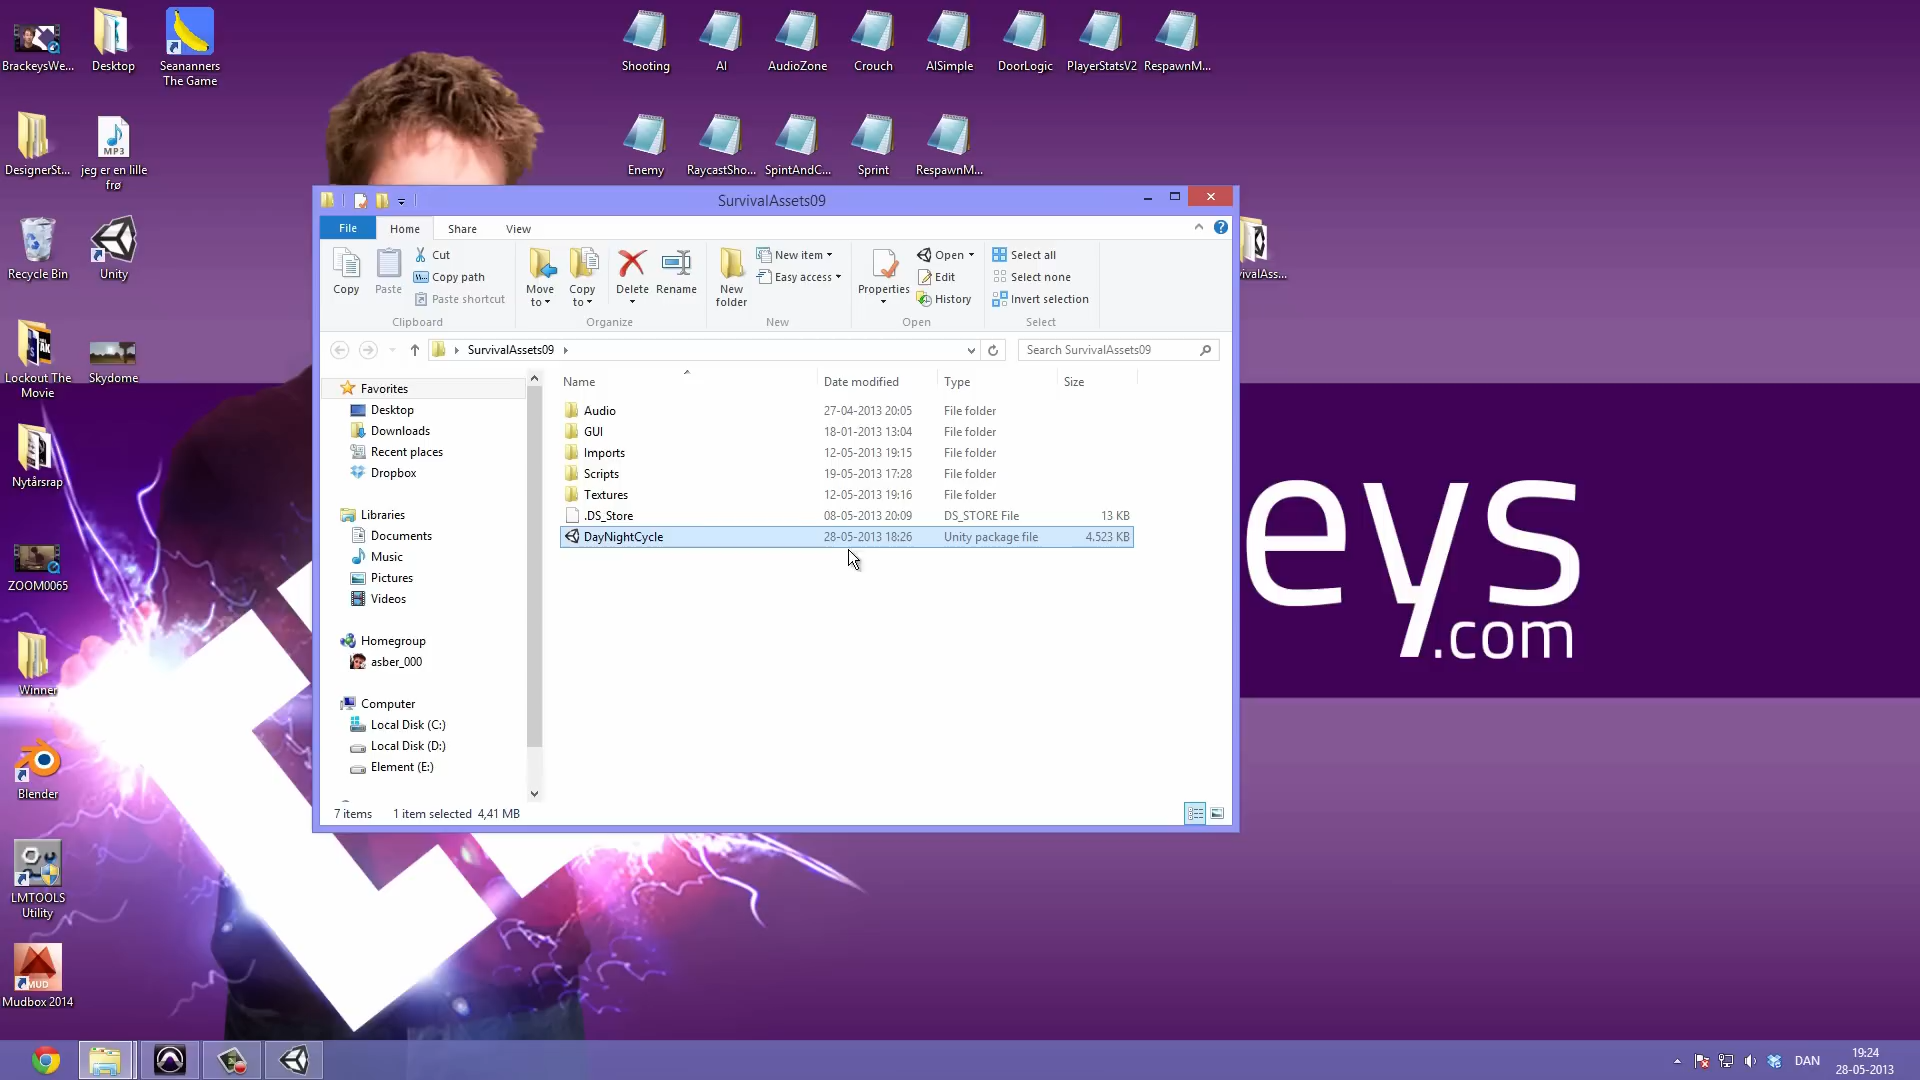 BrackeysWe...
Desktop
Seananners
The Game
Shooting
AI
AudioZone
Crouch
AISimple
DoorLogic
PlayerStatsV2
RespawnM...
DesignerSt...
MP3
jeg er en lille
frø
Enemy
RaycastSho...
SpintAndC...
Sprint
RespawnM...
Recycle Bin
Unity
ivalAss...
Lockout The
Movie
Skydome
Nytårsrap
ZOOM0065
Winner
Blender
LMTOOLS
Utility
MUD
Mudbox 2014
SurvivalAssets09
File
Home
Share
View
Copy
Paste
Cut
Copy path
Paste shortcut
Clipboard
Move
to
Copy
to
Delete
Rename
Organize
New
folder
New item
Easy access
New
Properties
Open
Edit
History
Open
Select all
Select none
Invert selection
Select
SurvivalAssets09
Search SurvivalAssets09
Favorites
Desktop
Downloads
Recent places
Dropbox
Libraries
Documents
Music
Pictures
Videos
Homegroup
asber_000
Computer
Local Disk (C:)
Local Disk (D:)
Element (E:)
Name Date modified Type Size
Audio 27-04-2013 20:05 File folder
GUI 18-01-2013 13:04 File folder
Imports 12-05-2013 19:15 File folder
Scripts 19-05-2013 17:28 File folder
Textures 12-05-2013 19:16 File folder
.DS_Store 08-05-2013 20:09 DS_STORE File 13 KB
DayNightCycle 28-05-2013 18:26 Unity package file 4.523 KB
7 items 1 item selected 4,41 MB
eys
.com
DAN
19:24
28-05-2013